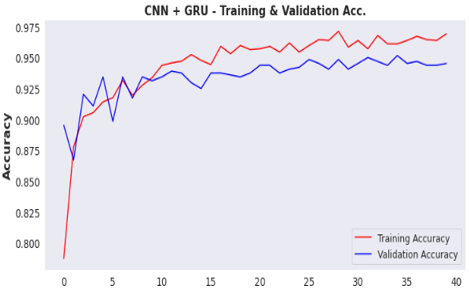 CNN + GRU - Training & Validation Acc.
0.975
0.950
0.925
0.900
0.875
0.850
0.825
0.800
Accuracy
Training Accuracy
Validation Accuracy
0 5 10 15 20 25 30 35 40